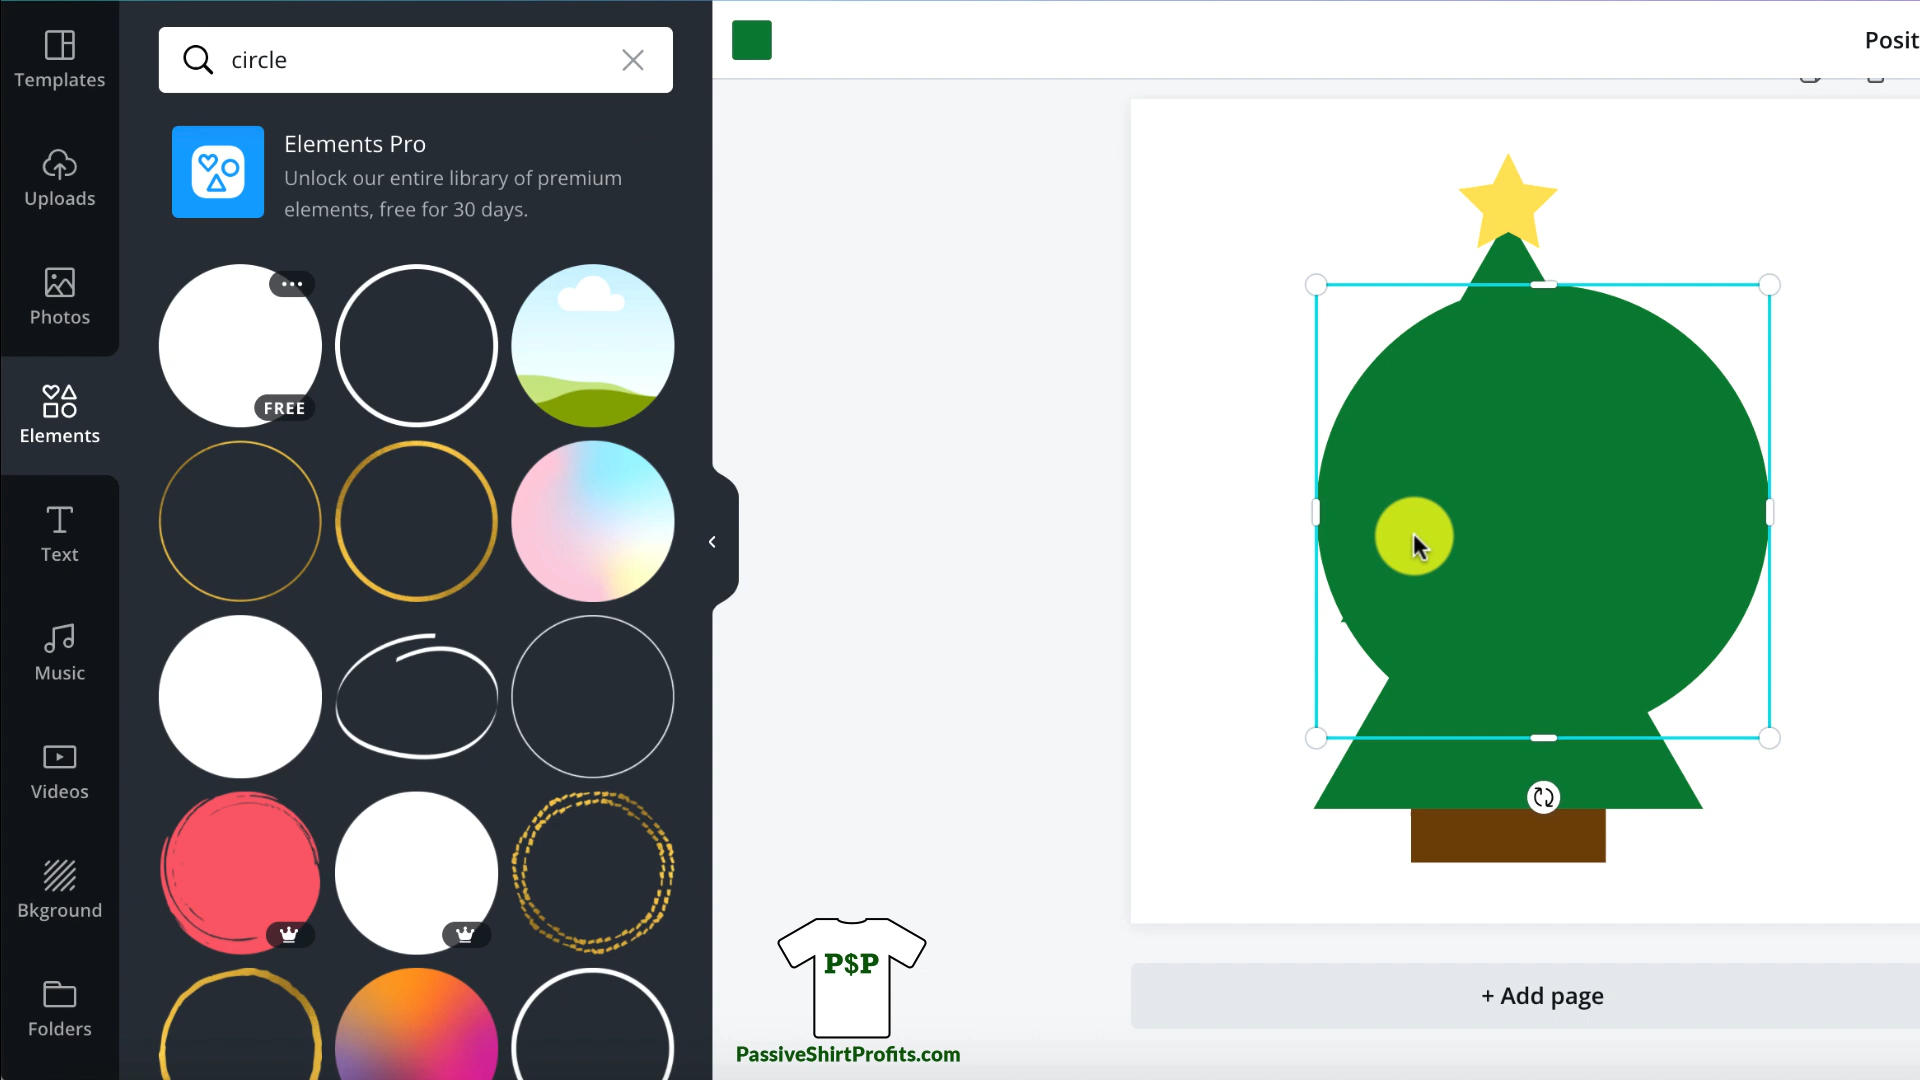 Templates
Uploads
Photos
Elements
Text
Music
Videos
Bkground
Folders
circle
Elements Pro
Unlock our entire library of premium
elements, free for 30 days.
FREE
P$P
PassiveShirtProfits.com
Posit
+ Add page